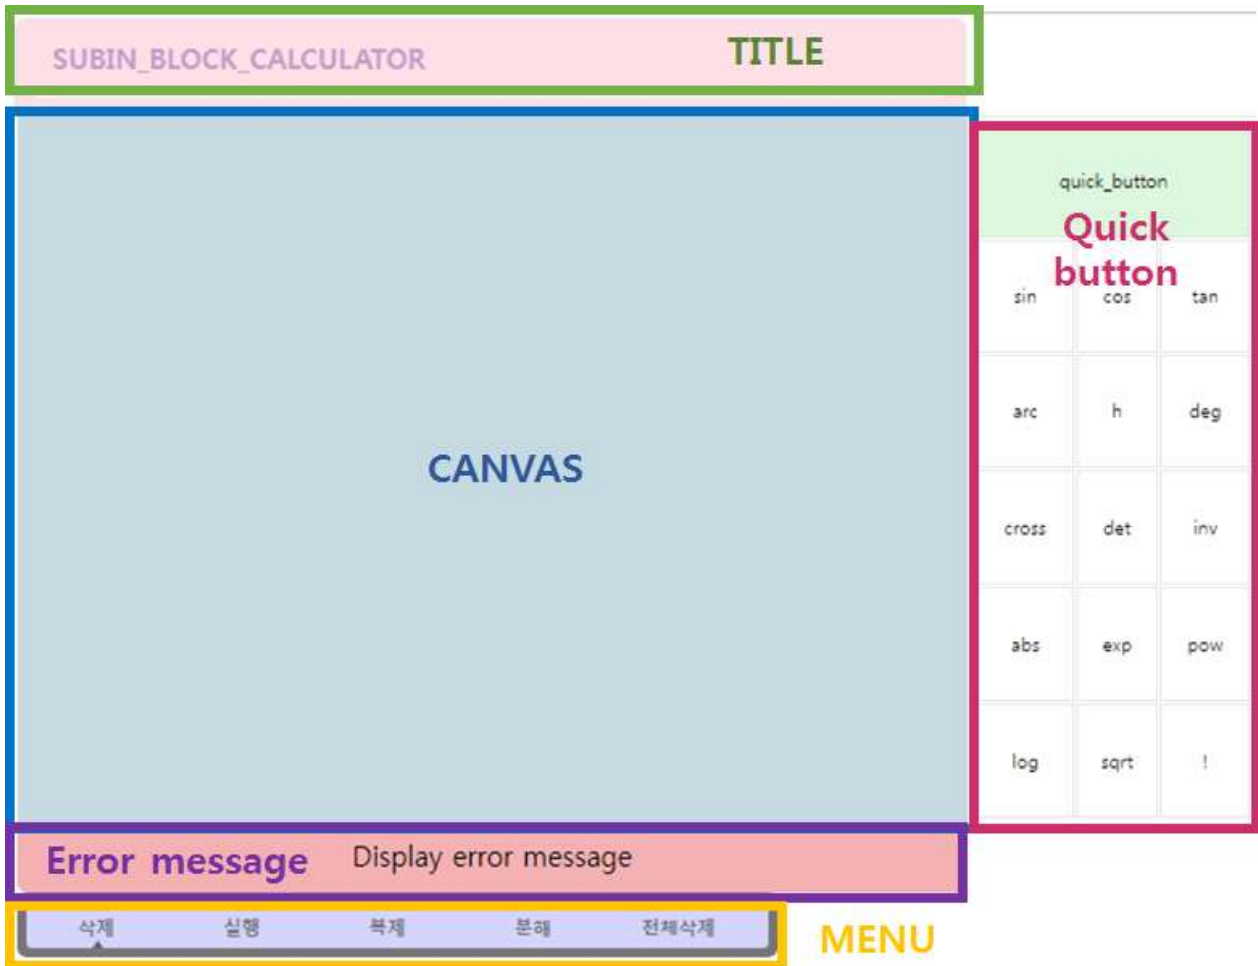 SUBIN_BLOCK_CALCULATOR TITLE
quick_button
Quick
button
sin cos tan
arc h deg
CANVAS
cross det inv
abs exp pow
log sqrt !
Error message Display error message
삭제 실행 복제 분해 전체삭제
MENU